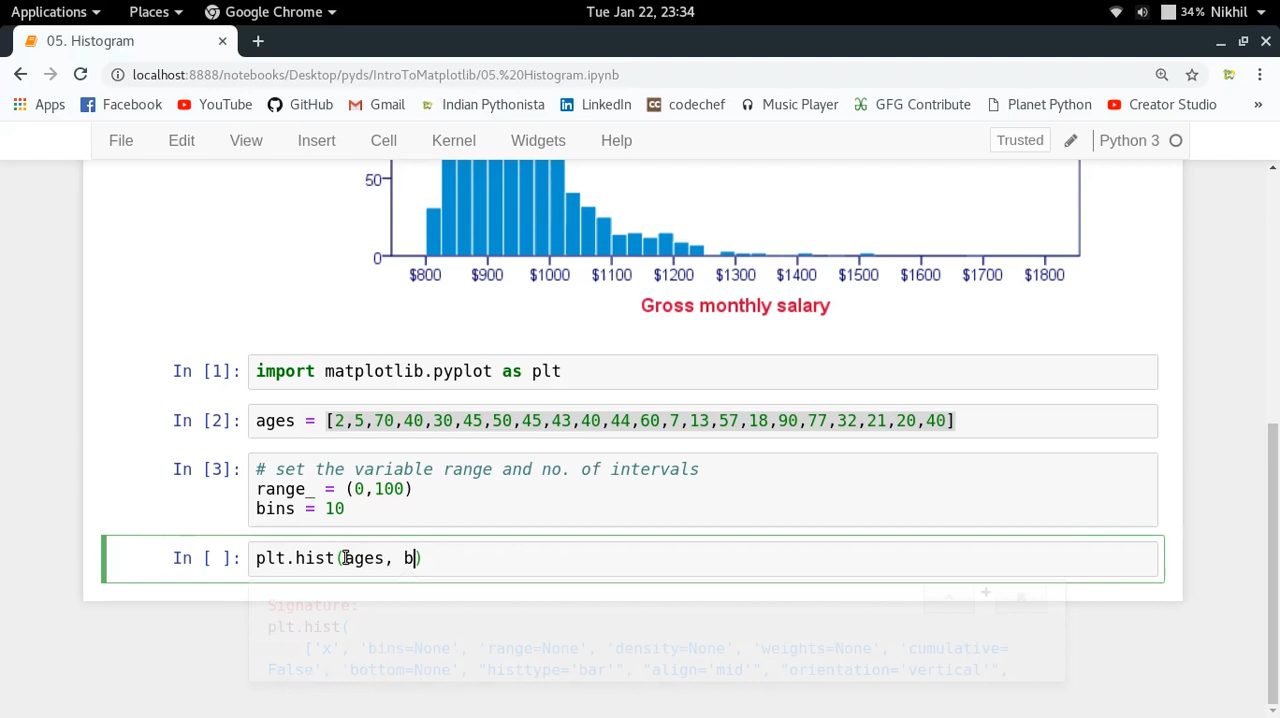 Applications Places Google Chrome Tue Jan 22, 23:34 34% Nikhil
05. Histogram
localhost:8888/notebooks/Desktop/pyds/IntroToMatplotlib/05.%20Histogram.ipynb
Apps Facebook YouTube GitHub Gmail Indian Pythonista LinkedIn CC codechef Music Player GFG Contribute Planet Python Creator Studio »
File Edit View Insert Cell Kernel Widgets Help Trusted Python 3
50
0
$800 $900 $1000 $1100 $1200 $1300 $1400 $1500 $1600 $1700 $1800
Gross monthly salary
In [1]: import matplotlib.pyplot as plt
In [2]: ages = [2,5,70,40,30,45,50,45,43,40,44,60,7,13,57,18,90,77,32,21,20,40]
In [3]: # set the variable range and no. of intervals
range_ = (0,100)
bins = 10
In [ ]: plt.hist(ages, b)
Signature:
plt.hist(
['x', 'bins=None', 'range=None', 'density=None', 'weights=None', 'cumulative=
False', 'bottom=None', "histtype='bar'", "align='mid'", "orientation='vertical'",